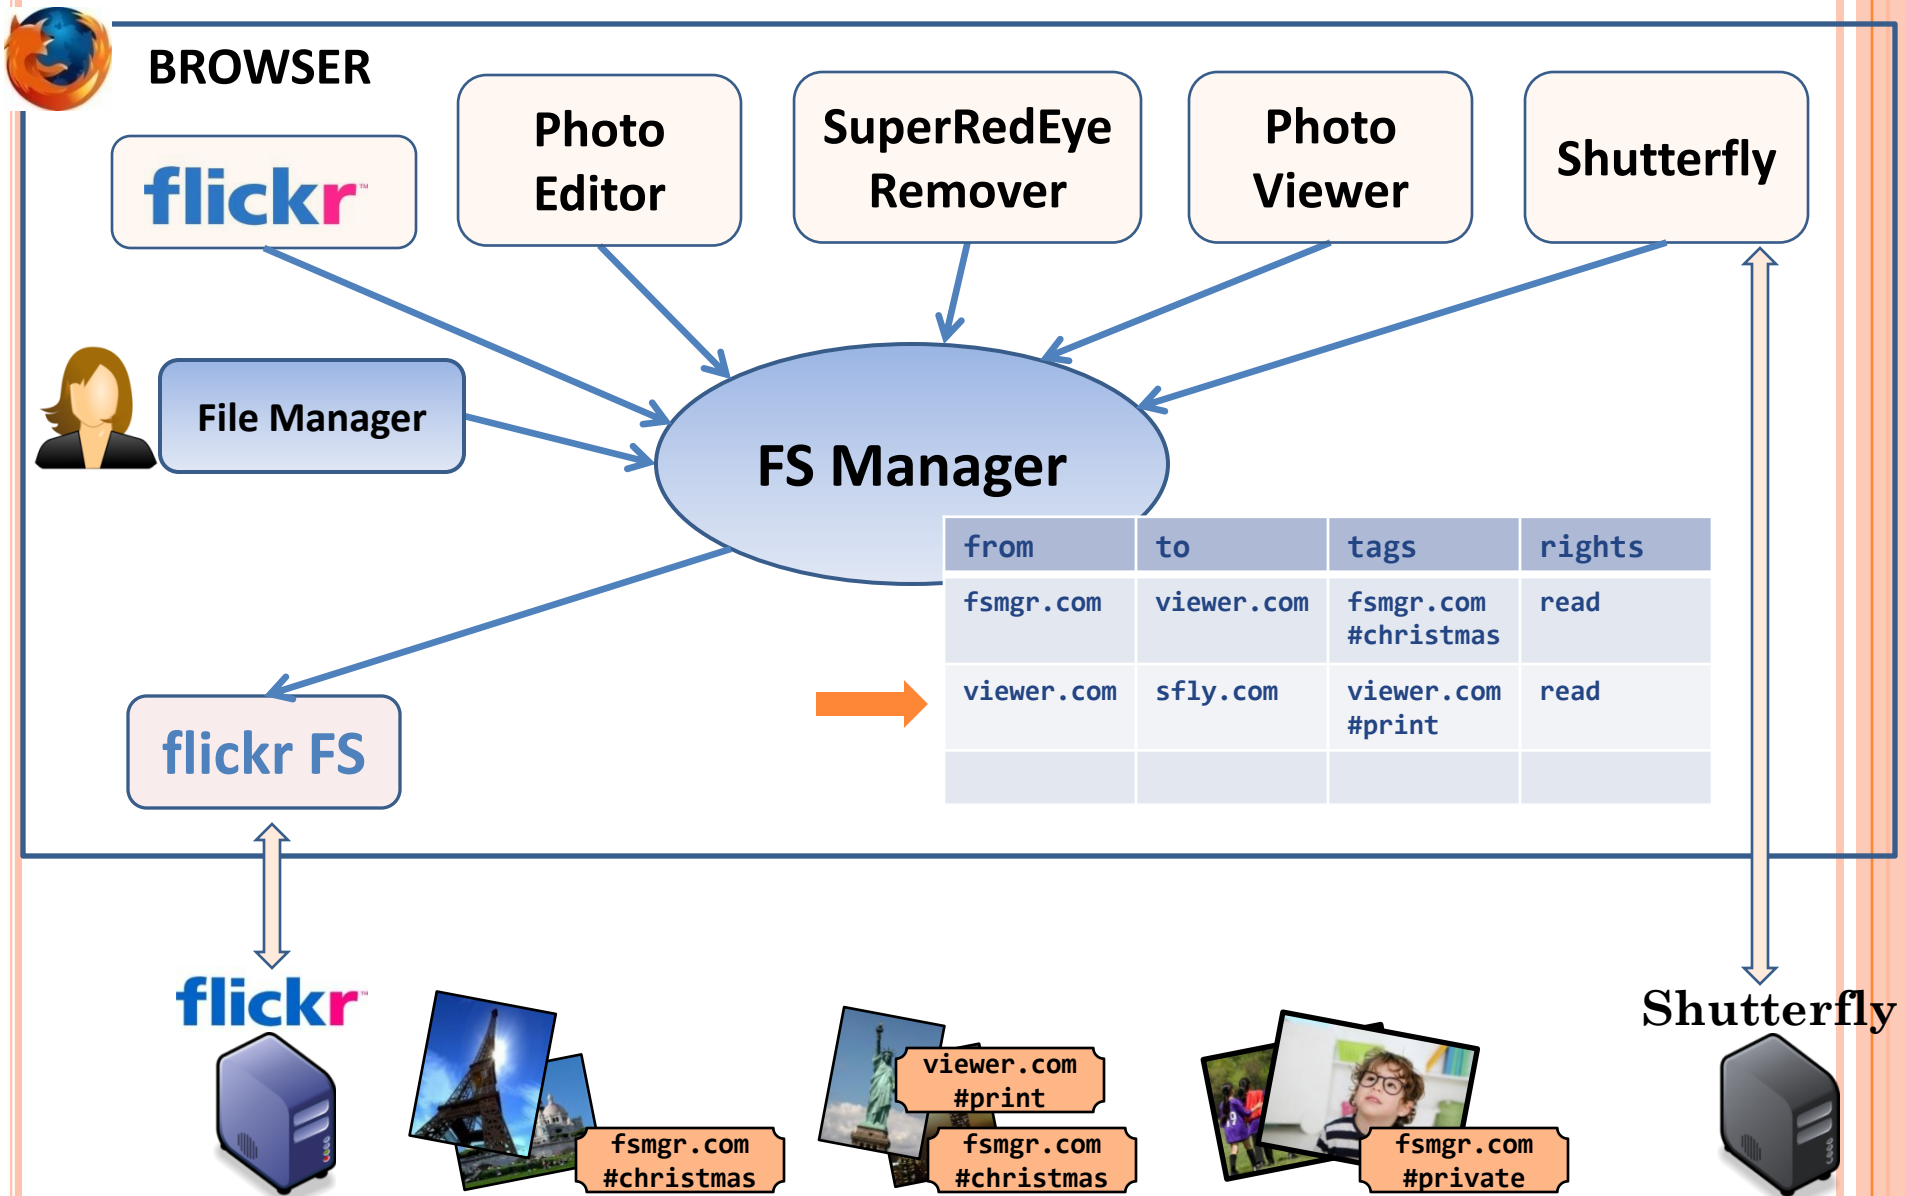 BROWSER
flickr™
Photo
Editor
SuperRedEye
Remover
Photo
Viewer
Shutterfly
File Manager
FS Manager
from to tags rights
fsmgr.com viewer.com fsmgr.com read
#christmas
viewer.com sfly.com viewer.com read
#print
flickr FS
flickr™
Shutterfly
viewer.com
#print
fsmgr.com
#christmas
fsmgr.com
#christmas
fsmgr.com
#private